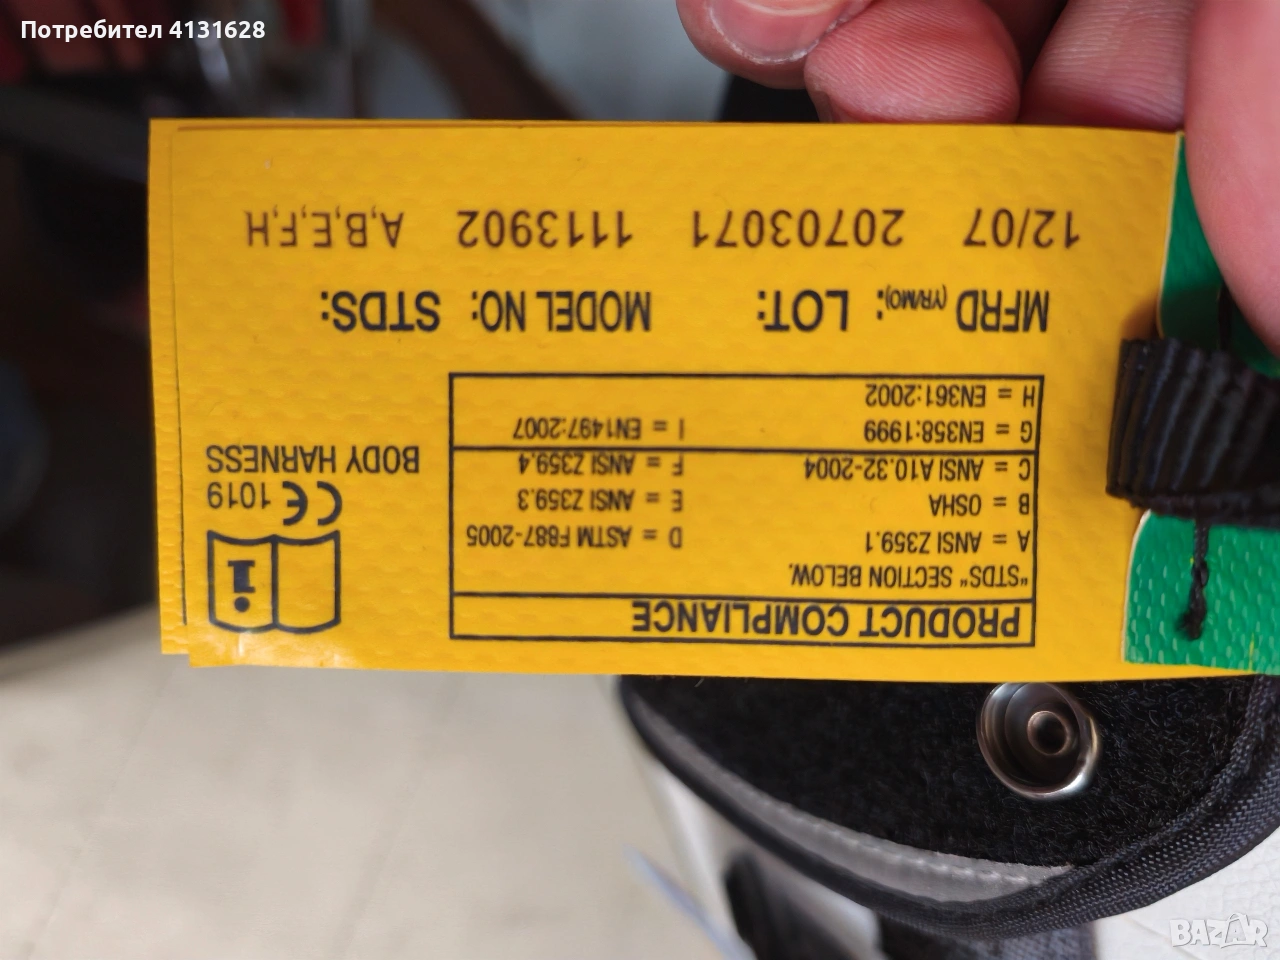 Потребител 4131628
PRODUCT COMPLIANCE
"STDS" SECTION BELOW.
A = ANSI Z359.1 D = ASTM F887-2005
B = OSHA E = ANSI Z359.3
C = ANSI A10.32-2004 F = ANSI Z359.4
G = EN358:1999 I = EN1497:2007
H = EN361:2002
i
CE 1019
BODY HARNESS
MFRD (YR/MO): LOT: MODEL NO: STDS:
12/07 20703071 1113902 A,B,E,F,H
BAZAR